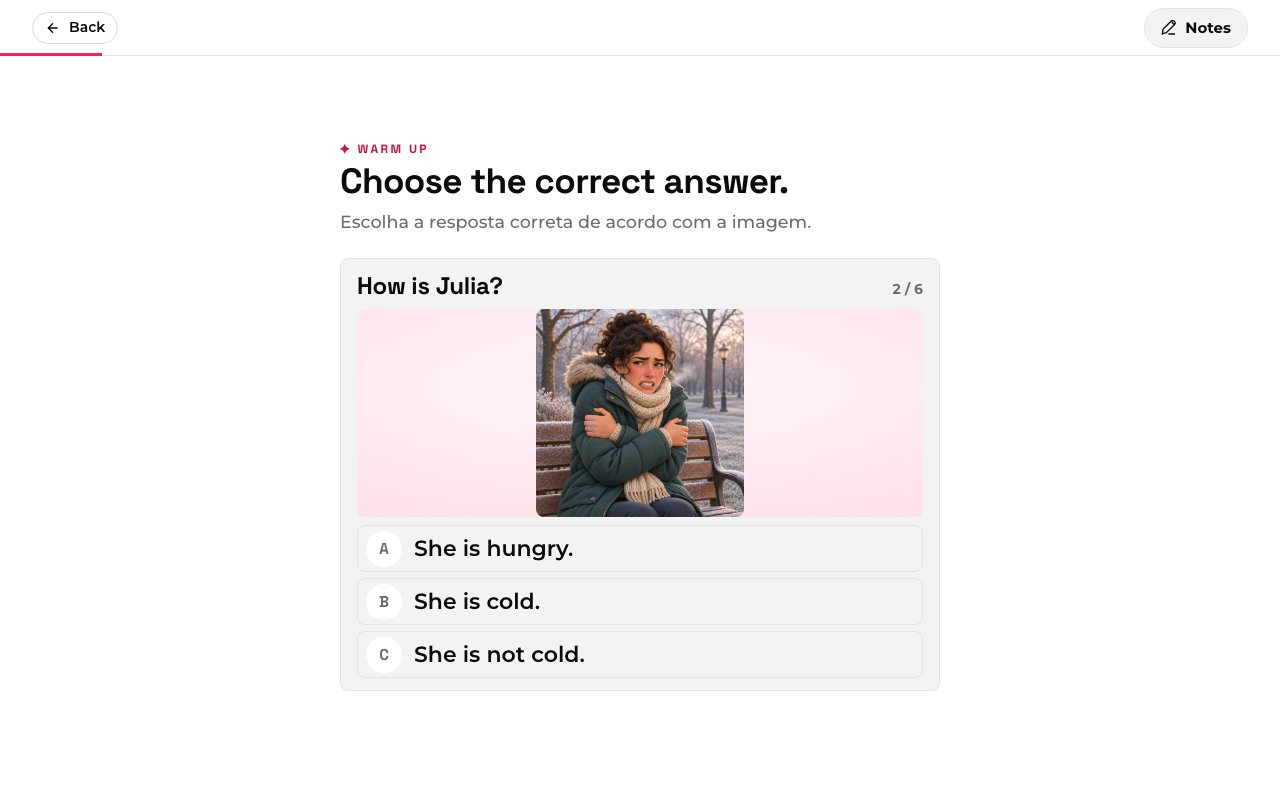 Back
Notes
WARM UP
Choose the correct answer.
Escolha a resposta correta de acordo com a imagem.
How is Julia?
2 / 6
A
She is hungry.
B
She is cold.
C
She is not cold.